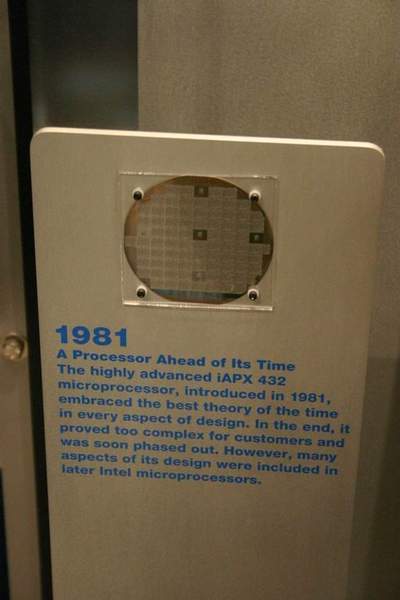 1981
A Processor Ahead of Its Time
The highly advanced iAPX 432
microprocessor, introduced in 1981,
embraced the best theory of the time
in every aspect of design. In the end, it
proved too complex for customers and
was soon phased out. However, many
aspects of its design were included in
later Intel microprocessors.